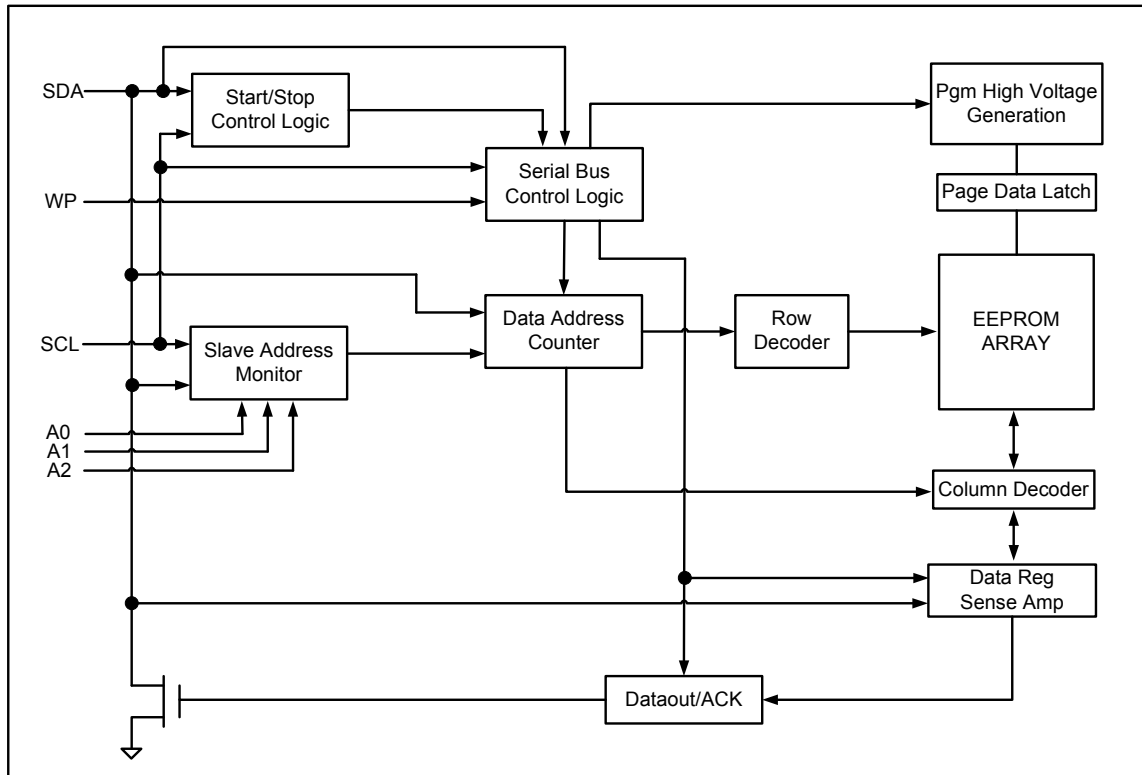 SDA
Start/Stop
Control Logic
Pgm High Voltage
Generation
WP
Serial Bus
Control Logic
Page Data Latch
SCL
Slave Address
Monitor
Data Address
Counter
Row
Decoder
EEPROM
ARRAY
A0
A1
A2
Column Decoder
Data Reg
Sense Amp
Dataout/ACK